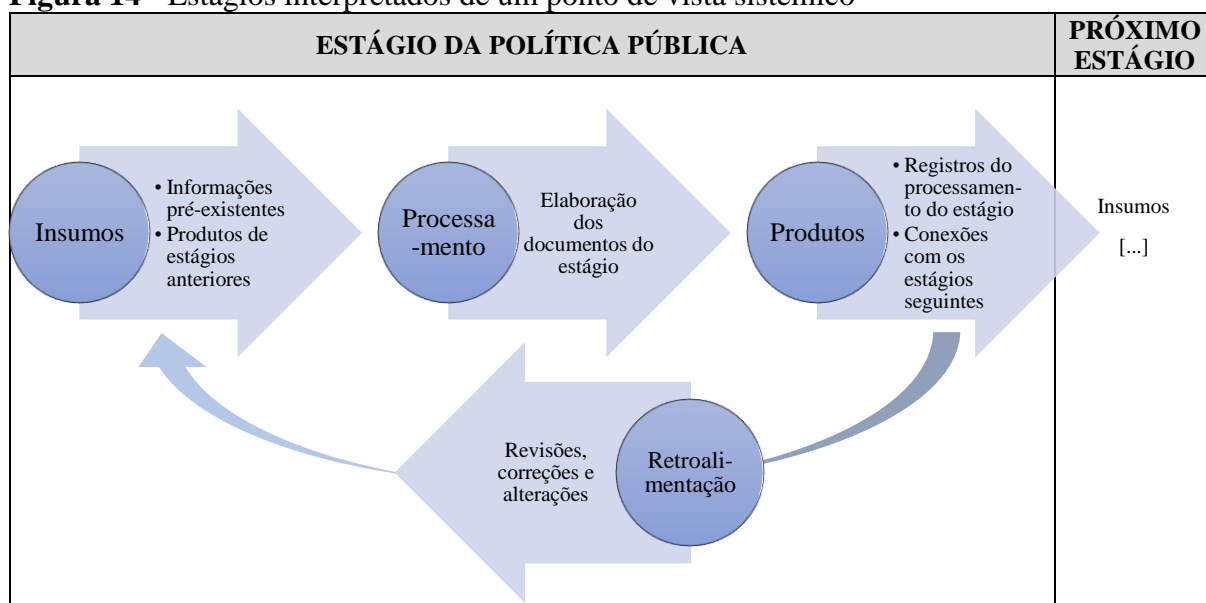 Figura 14 - Estágios interpretados de um ponto de vista sistêmico
ESTÁGIO DA POLÍTICA PÚBLICA
PRÓXIMO
ESTÁGIO
Insumos
• Informações
pré-existentes
• Produtos de
estágios
anteriores
Processa
-mento
Elaboração
dos
documentos do
estágio
Produtos
• Registros do
processamen-
to do estágio
• Conexões
com os
estágios
seguintes
Insumos
[...]
Revisões,
correções e
alterações
Retroali-
mentação